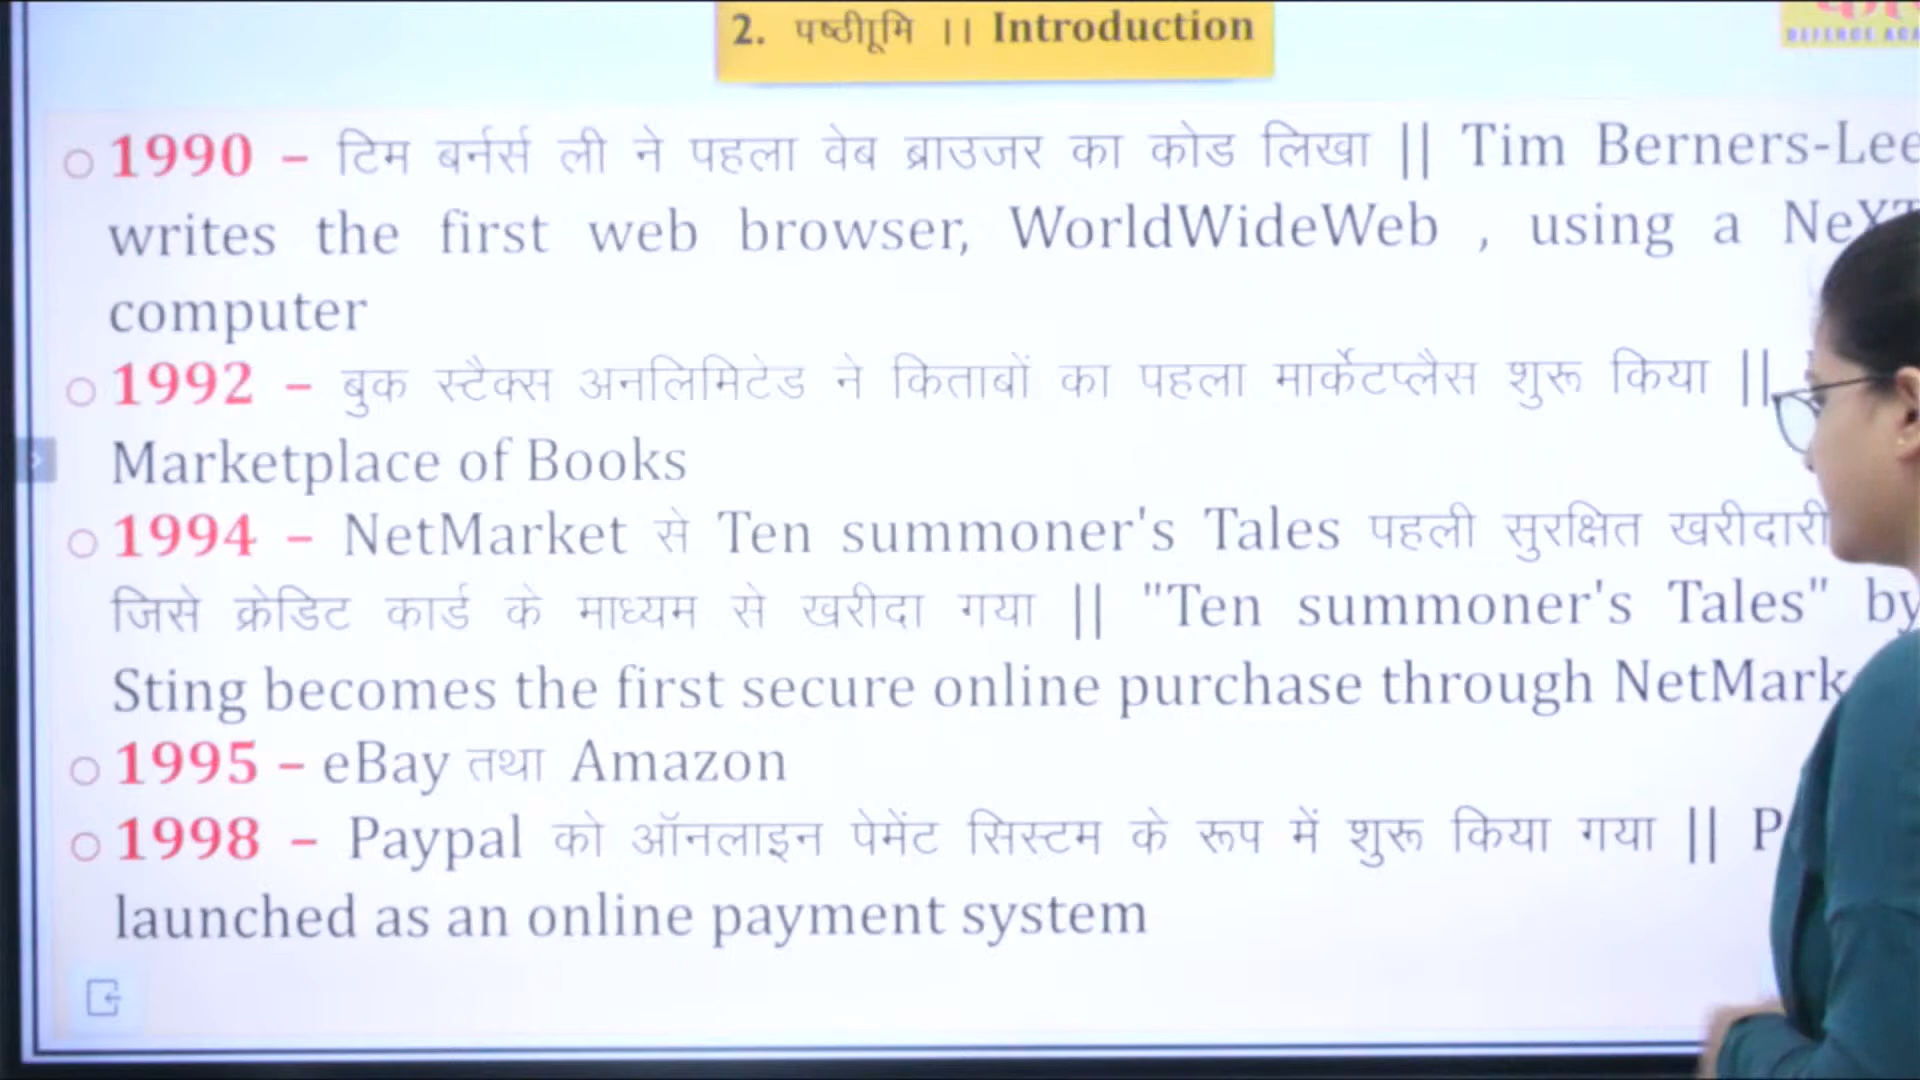 2. पष्ठीूमि || Introduction
DEFENCE
1990 – टिम बर्नर्स ली ने पहला वेब ब्राउजर का कोड लिखा || Tim Berners-Lee
writes the first web browser, WorldWideWeb , using a NeXT
computer
1992 – बुक स्टैक्स अनलिमिटेड ने किताबों का पहला मार्केटप्लैस शुरू किया ||
Marketplace of Books
1994 – NetMarket से Ten summoner's Tales पहली सुरक्षित खरीदारी
जिसे क्रेडिट कार्ड के माध्यम से खरीदा गया || "Ten summoner's Tales" by
Sting becomes the first secure online purchase through
1995 – eBay तथा Amazon
1998 – Paypal को ऑनलाइन पेमेंट सिस्टम के रूप में शुरू किया गया ||
launched as an online payment system